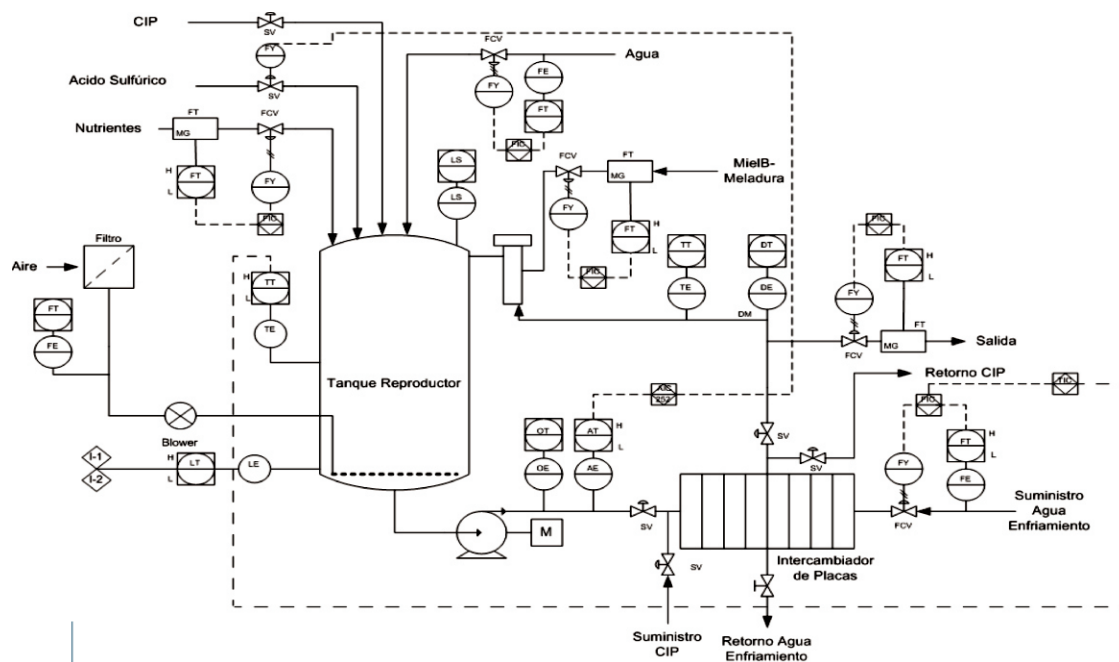 CIP
SV
FY
Acido Sulfúrico
SV
FCV
Agua
FY
FE
FT
FIC
Nutrientes
FT
MG
FCV
H
FT
L
FY
FIC
LS
LS
FCV
FT
MG
MielB-
Meladura
FY
H
FT
L
FIC
Filtro
Aire
FT
FE
H
TT
L
TE
TT
TE
DT
DE
DM
FIC
FT
H
L
FY
FT
MG
FCV
Salida
Tanque Reproductor
Retorno CIP
TIC
FIC
Blower
H
LT
L
LE
I-1
I-2
OT
OE
AT
H
L
AE
SV
SV
FY
FT
H
L
FE
FCV
Suministro
Agua
Enfriamiento
M
SV
SV
Intercambiador
de Placas
Suministro
CIP
Retorno Agua
Enfriamiento